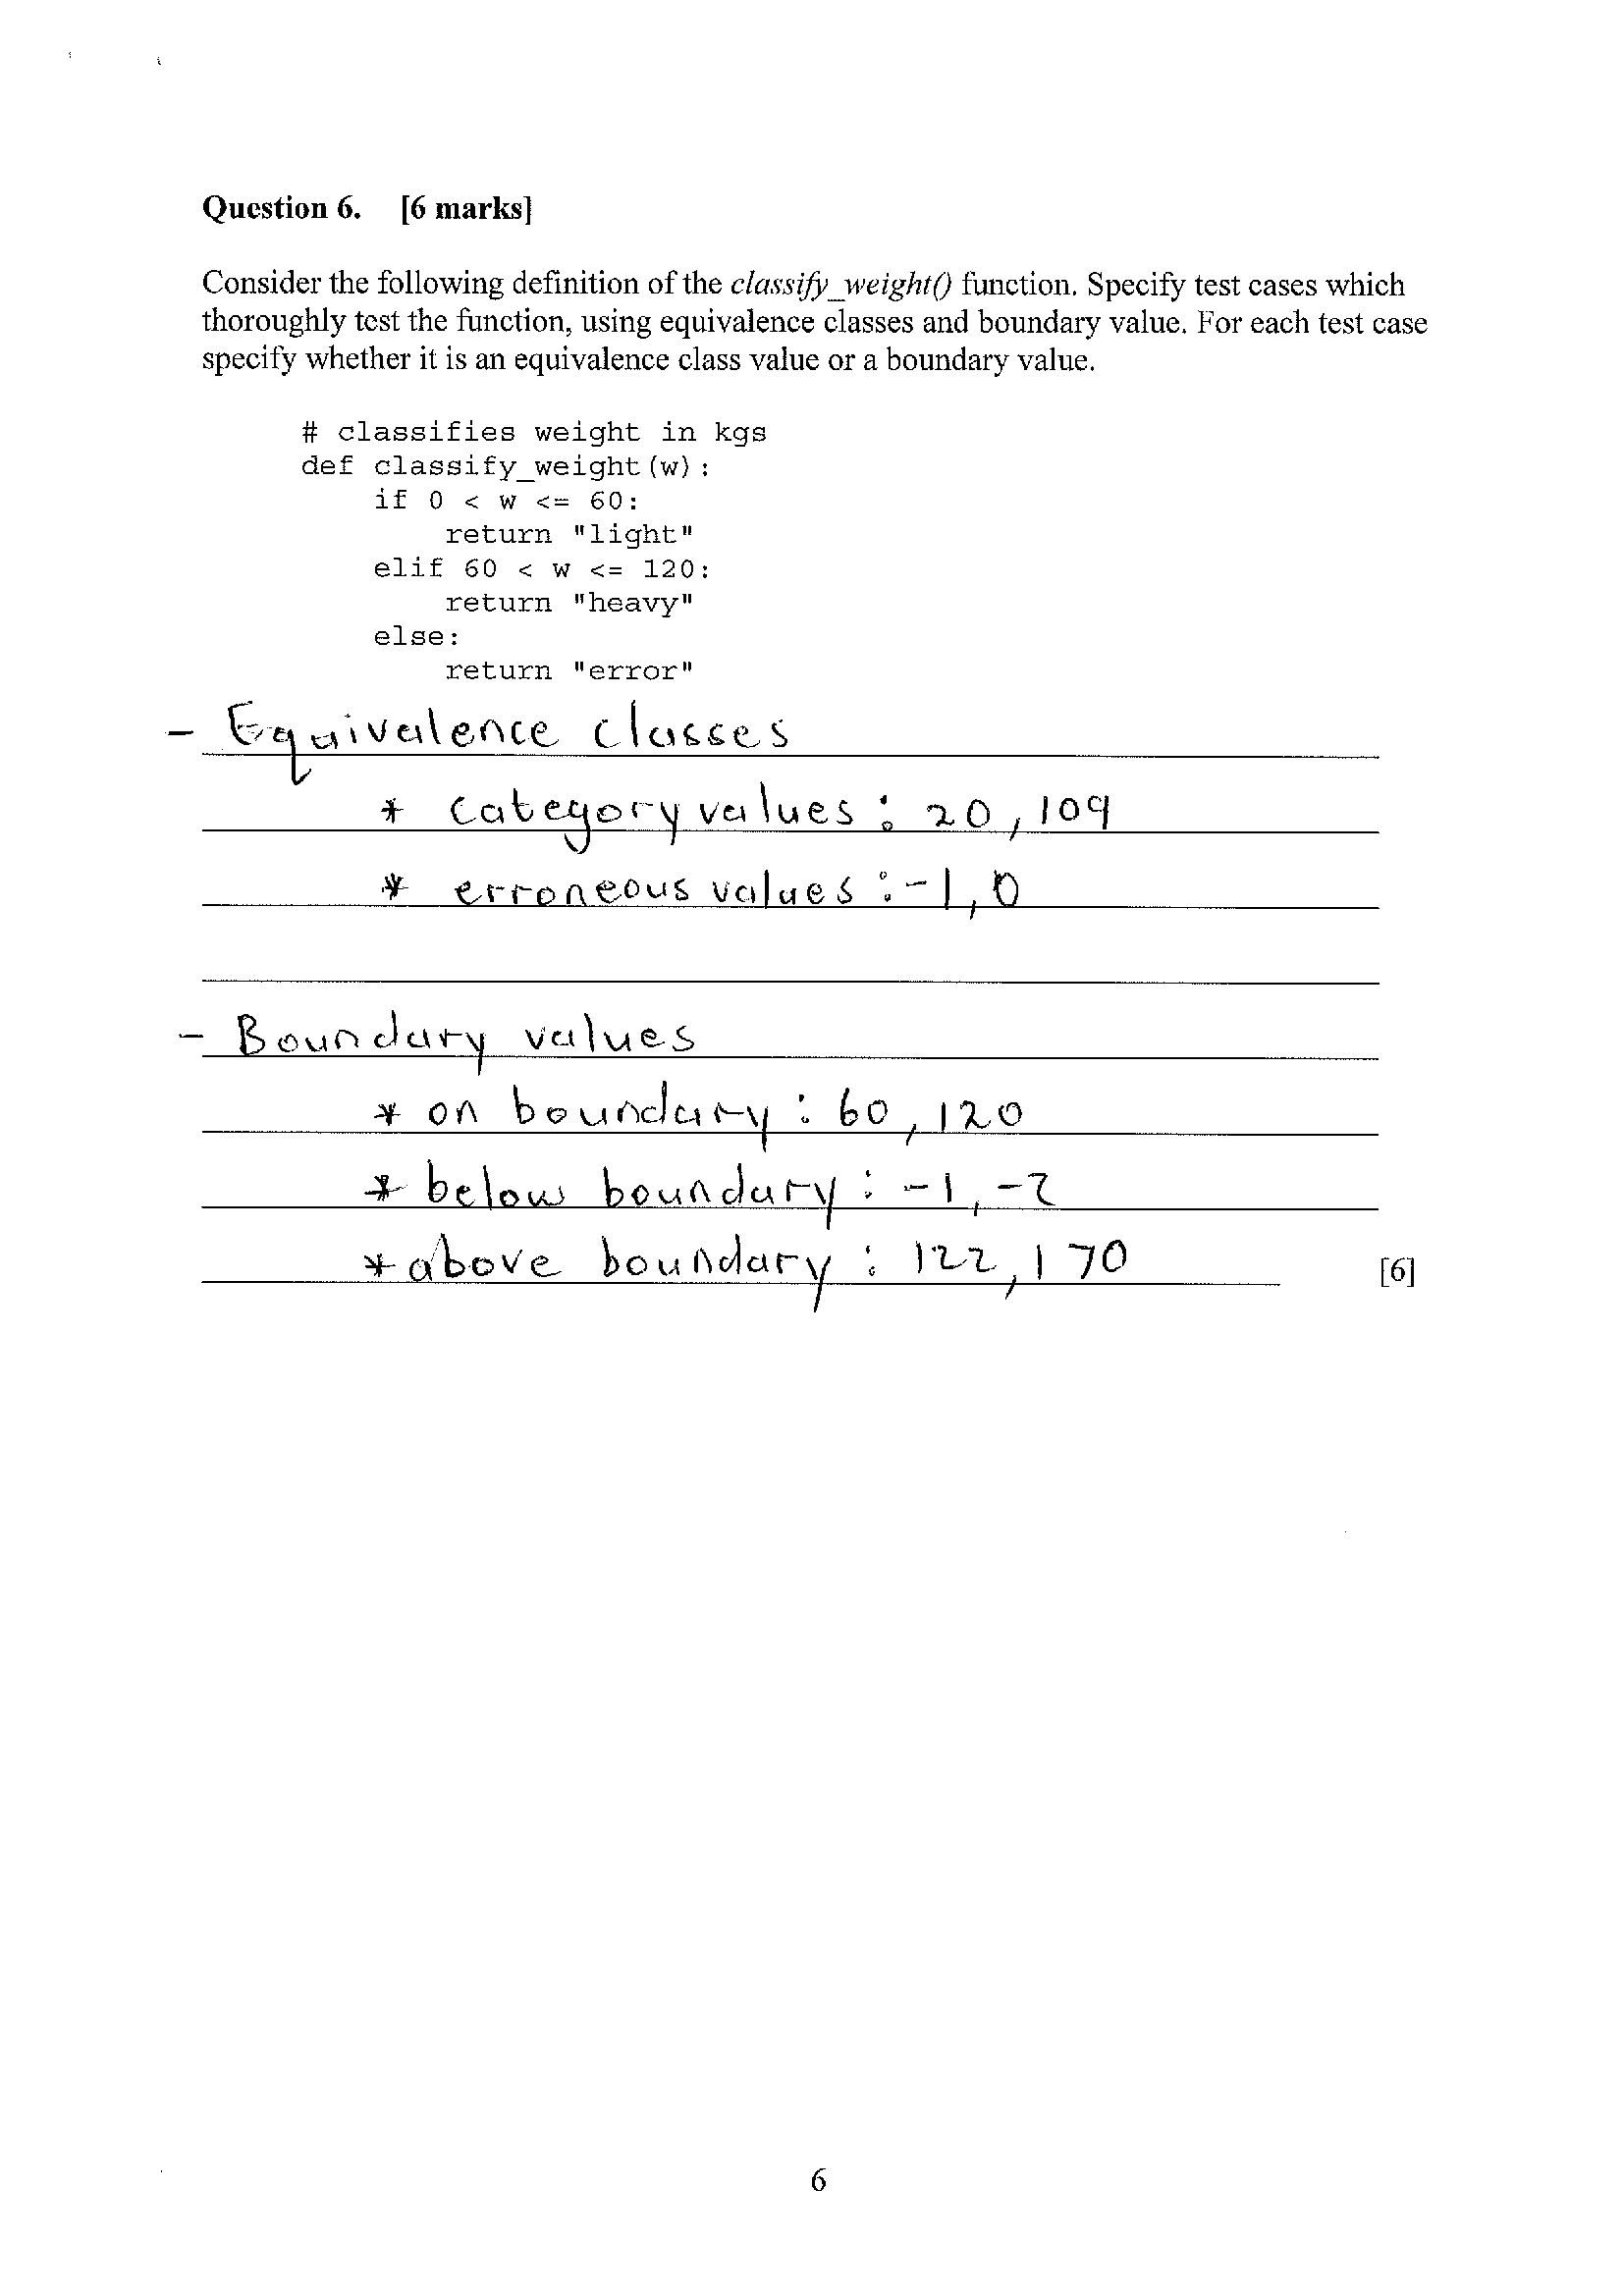 Question 6. [6 marks]
Consider the following definition of the classify_weight() function. Specify test cases which
thoroughly test the function, using equivalence classes and boundary value. For each test case
specify whether it is an equivalence class value or a boundary value.
# classifies weight in kgs
def classify_weight(w):
    if 0 < w <= 60:
        return "light"
    elif 60 < w <= 120:
        return "heavy"
    else:
        return "error"
- Equivalence classes
* Category values : 20, 109
* erroneous values : -1, 0
- Boundary values
* on boundary : 60, 120
* below boundary : -1, -2
* above boundary : 122, 170
[6]
6